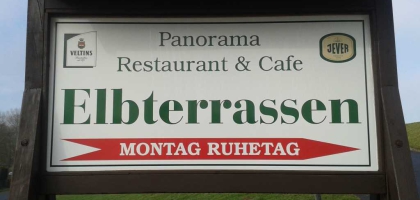 Panorama
VELTINS
JEVER
Restaurant & Cafe
Elbterrassen
MONTAG RUHETAG